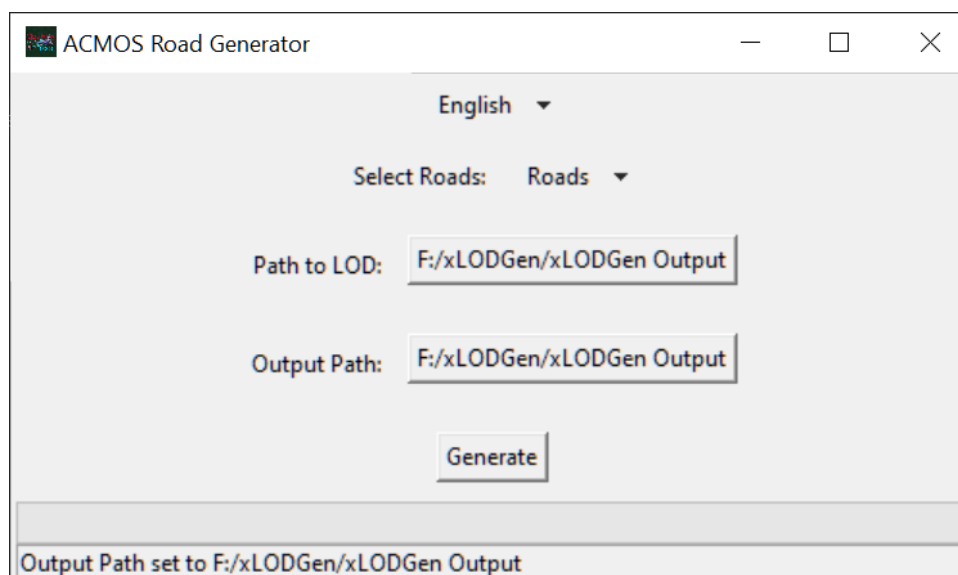 ACMOS Road Generator
English
Select Roads: Roads
Path to LOD: F:/xLODGen/xLODGen Output
Output Path: F:/xLODGen/xLODGen Output
Generate
Output Path set to F:/xLODGen/xLODGen Output